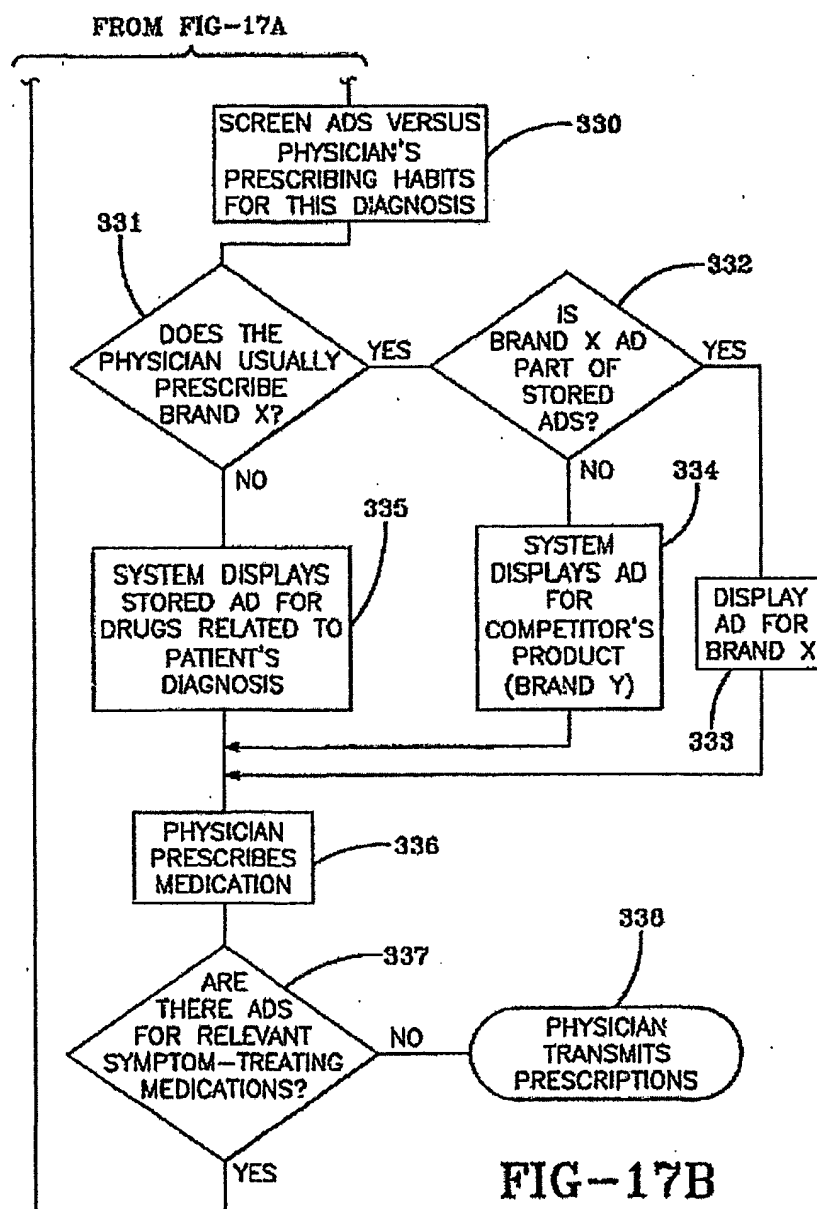 FROM FIG-17A
SCREEN ADS VERSUS
PHYSICIAN'S
PRESCRIBING HABITS
FOR THIS DIAGNOSIS
330
331
DOES THE
PHYSICIAN USUALLY
PRESCRIBE
BRAND X?
YES
NO
332
IS
BRAND X AD
PART OF
STORED
ADS?
YES
NO
335
SYSTEM DISPLAYS
STORED AD FOR
DRUGS RELATED TO
PATIENT'S
DIAGNOSIS
334
SYSTEM
DISPLAYS AD
FOR
COMPETITOR'S
PRODUCT
(BRAND Y)
DISPLAY
AD FOR
BRAND X
333
PHYSICIAN
PRESCRIBES
MEDICATION
336
337
ARE
THERE ADS
FOR RELEVANT
SYMPTOM-TREATING
MEDICATIONS?
NO
YES
338
PHYSICIAN
TRANSMITS
PRESCRIPTIONS
FIG-17B